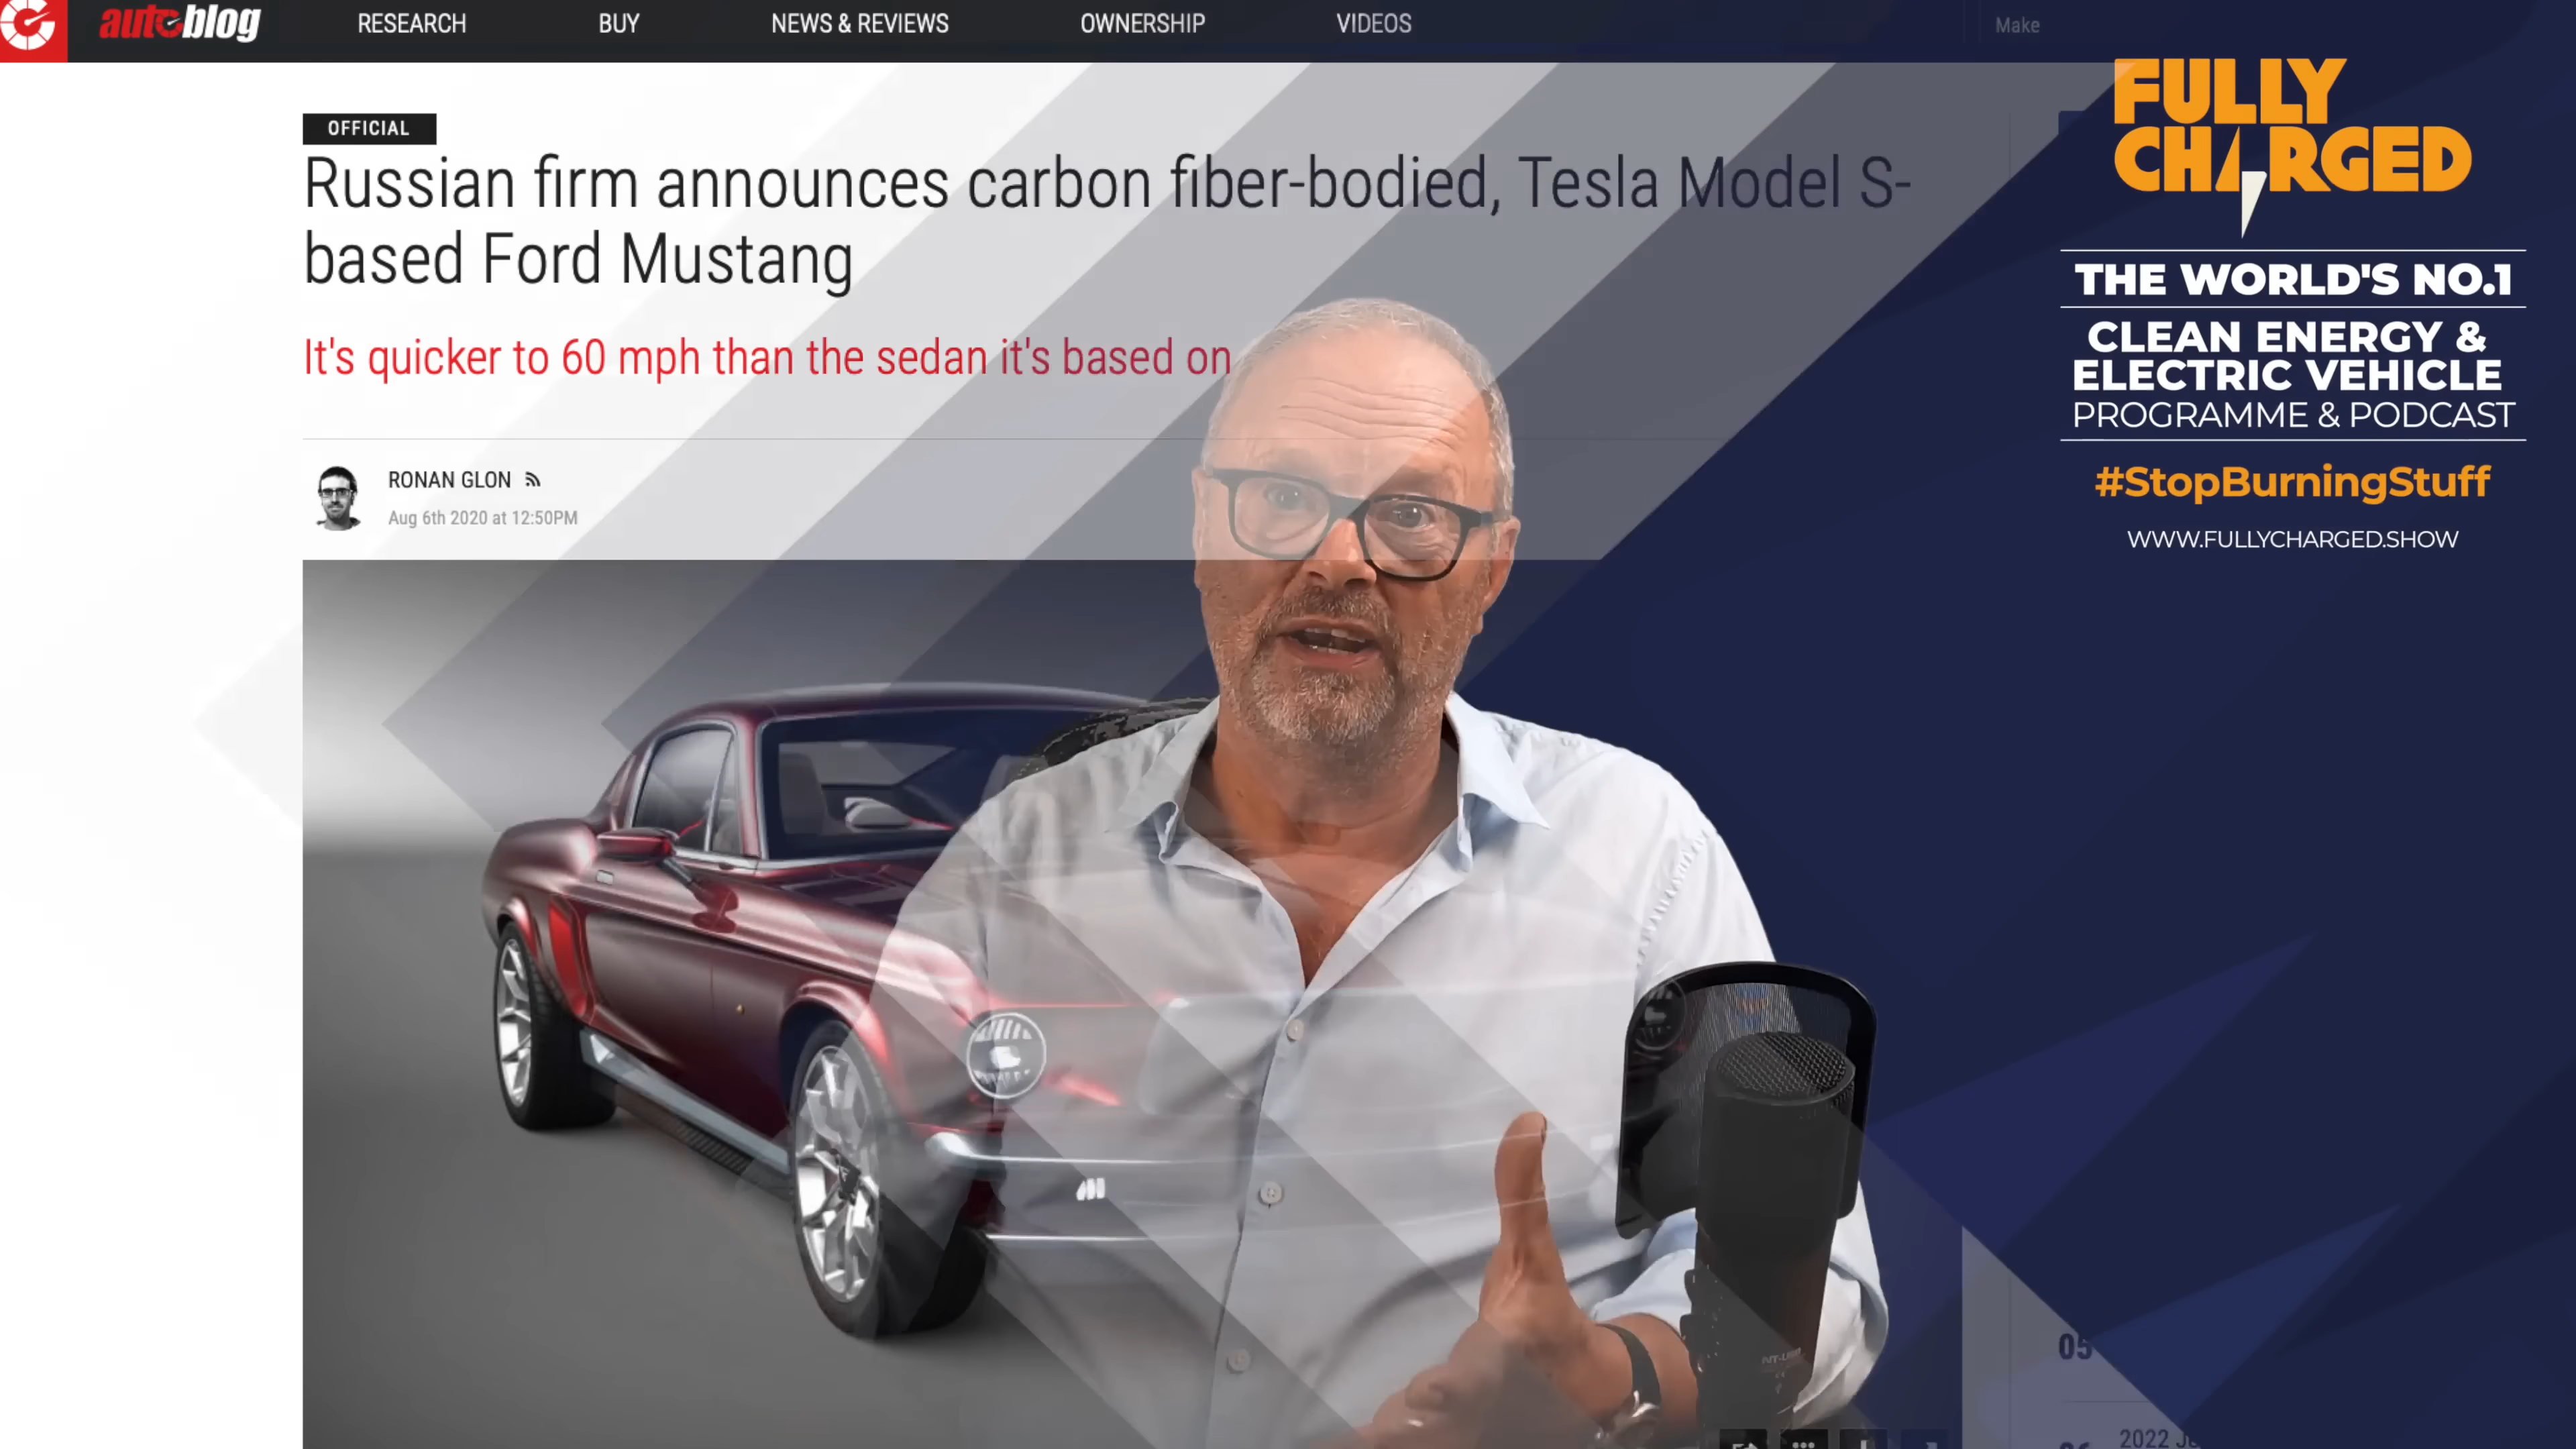 autoblog
RESEARCH
BUY
NEWS & REVIEWS
OWNERSHIP
VIDEOS
Make
FULLY
CHARGED
THE WORLD'S NO.1
CLEAN ENERGY &
ELECTRIC VEHICLE
PROGRAMME & PODCAST
#StopBurningStuff
WWW.FULLYCHARGED.SHOW
OFFICIAL
Russian firm announces carbon fiber-bodied, Tesla Model S-
based Ford Mustang
It's quicker to 60 mph than the sedan it's based on
RONAN GLON
Aug 6th 2020 at 12:50PM
05
2022